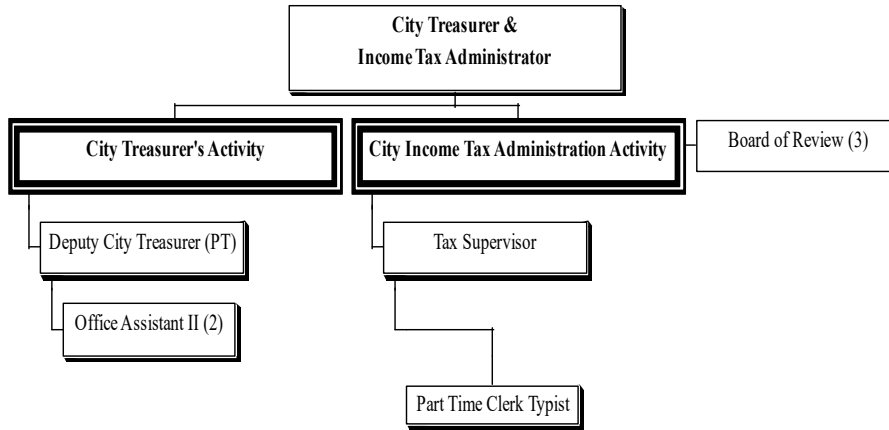 City Treasurer &
Income Tax Administrator
City Treasurer's Activity
City Income Tax Administration Activity
Board of Review (3)
Deputy City Treasurer (PT)
Tax Supervisor
Office Assistant II (2)
Part Time Clerk Typist